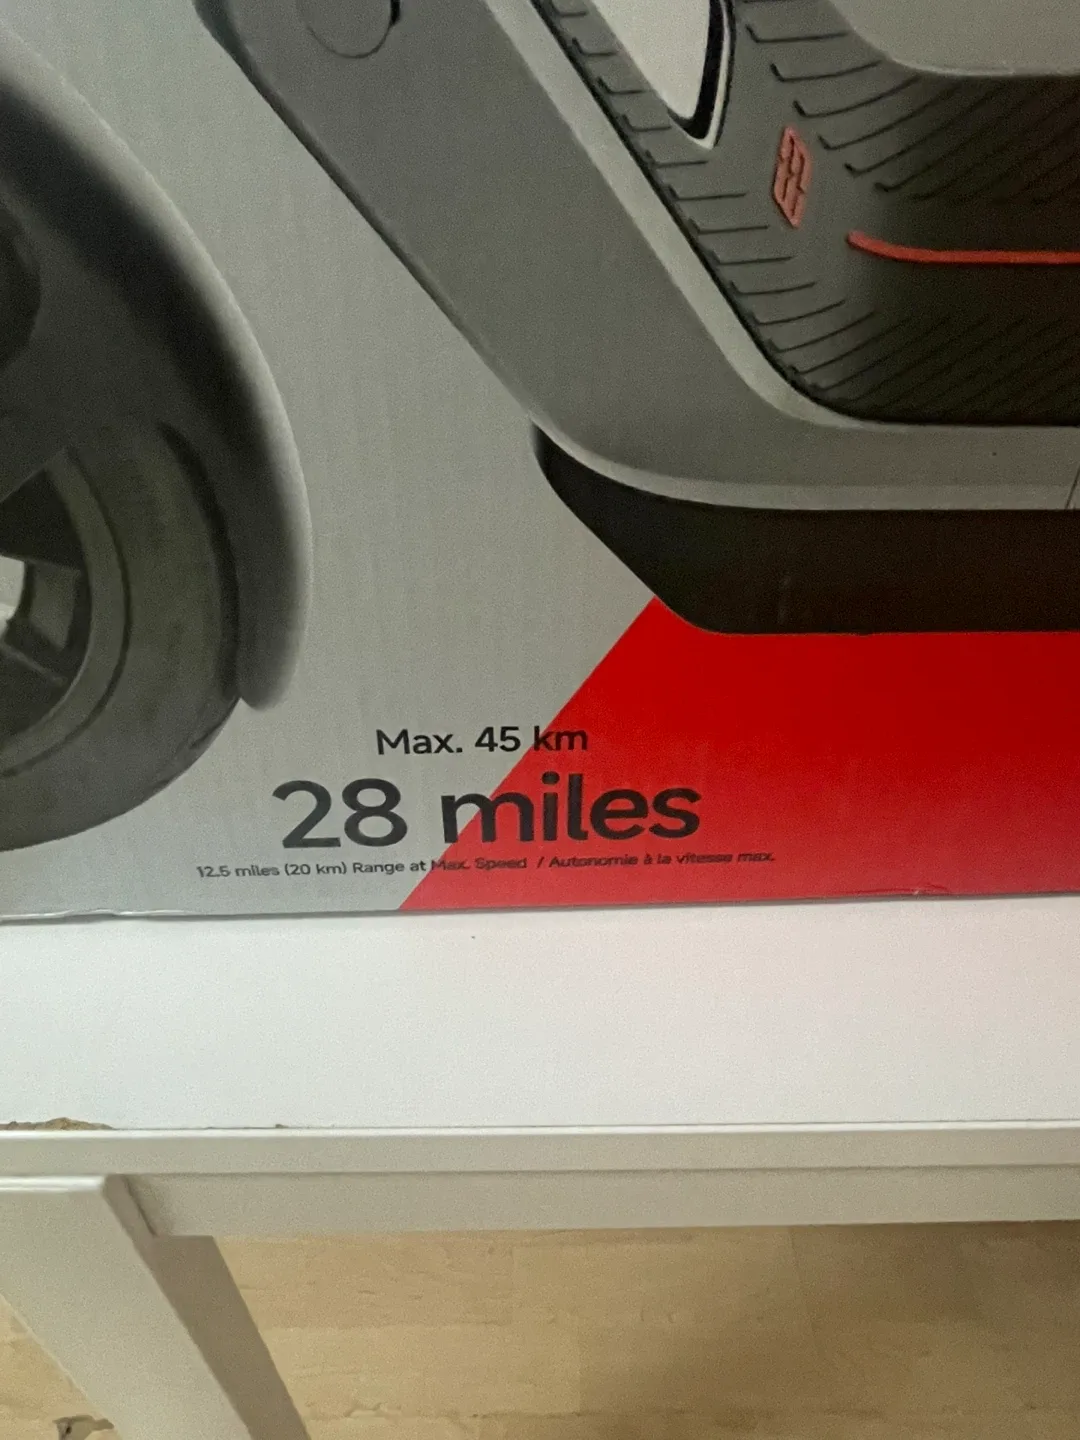 Max. 45 km
28 miles
12.5 miles (20 km) Range at Max. Speed / Autonomie à la vitesse max.